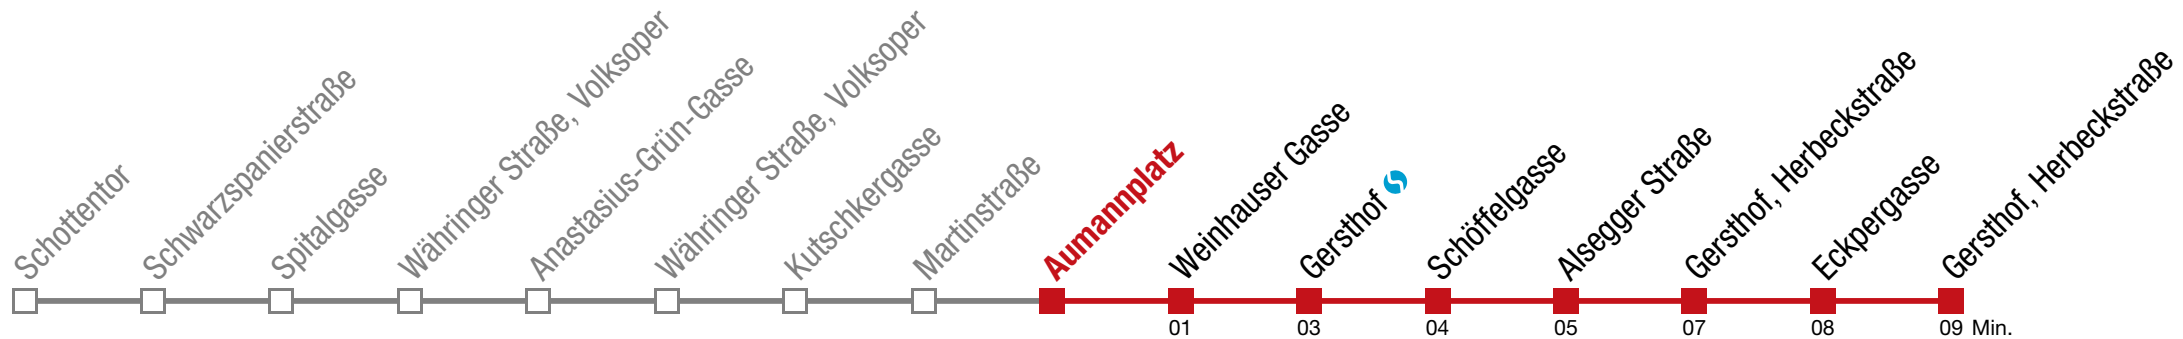 Schottentor
Schwarzspanierstraße
Spitalgasse
Währinger Straße, Volksoper
Anastasius-Grün-Gasse
Währinger Straße, Volksoper
Kutschkergasse
Martinstraße
Aumannplatz
Weinhauser Gasse
Gersthof
Schöffelgasse
Alsegger Straße
Gersthof, Herbeckstraße
Eckpergasse
Gersthof, Herbeckstraße
01 03 04 05 07 08 09 Min.